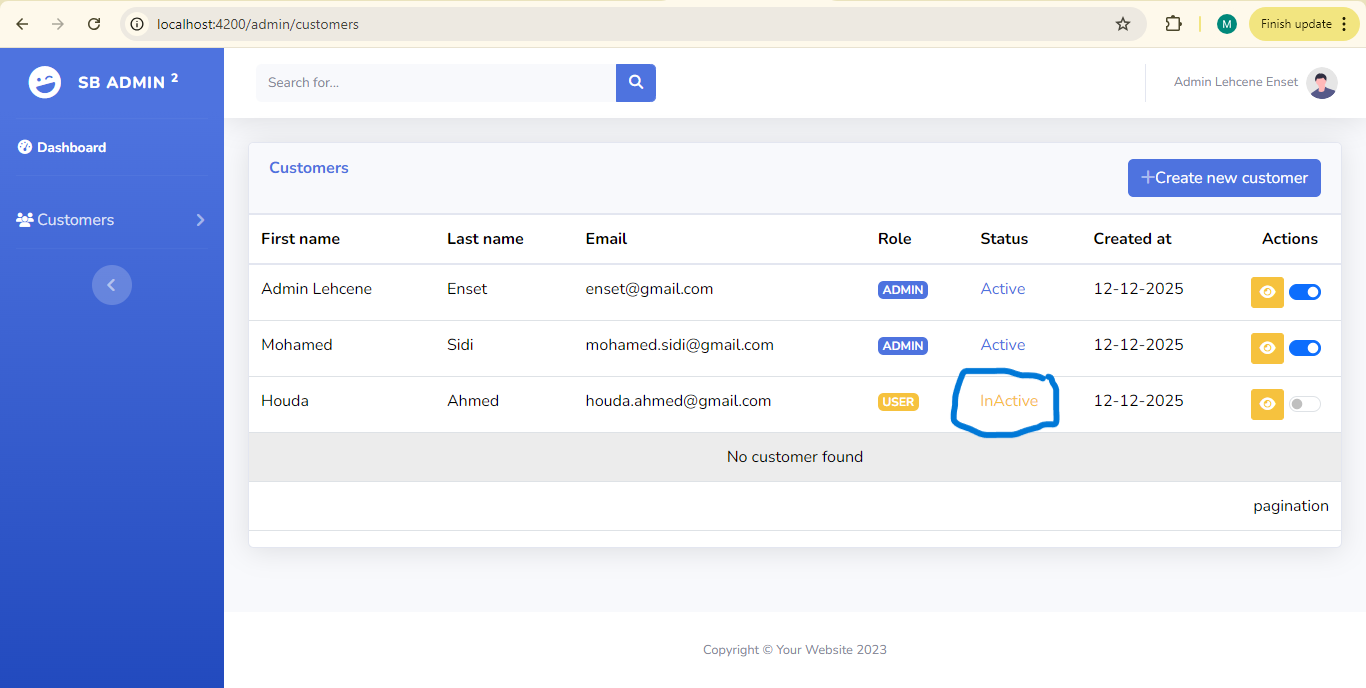 localhost:4200/admin/customers
M
Finish update
SB ADMIN 2
Search for...
Admin Lehcene Enset
Dashboard
Customers
Customers
+Create new customer
First name Last name Email Role Status Created at Actions
Admin Lehcene Enset enset@gmail.com ADMIN Active 12-12-2025
Mohamed Sidi mohamed.sidi@gmail.com ADMIN Active 12-12-2025
Houda Ahmed houda.ahmed@gmail.com USER InActive 12-12-2025
No customer found
pagination
Copyright © Your Website 2023